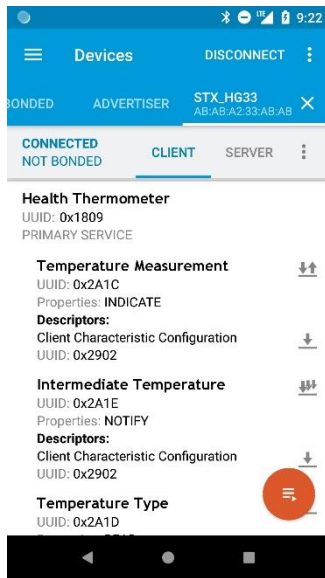 LTE 9:22
Devices DISCONNECT
BONDED ADVERTISER STX_HG33
AB:AB:A2:33:AB:AB
CONNECTED
NOT BONDED CLIENT SERVER
Health Thermometer
UUID: 0x1809
PRIMARY SERVICE
Temperature Measurement
UUID: 0x2A1C
Properties: INDICATE
Descriptors:
Client Characteristic Configuration
UUID: 0x2902
Intermediate Temperature
UUID: 0x2A1E
Properties: NOTIFY
Descriptors:
Client Characteristic Configuration
UUID: 0x2902
Temperature Type
UUID: 0x2A1D